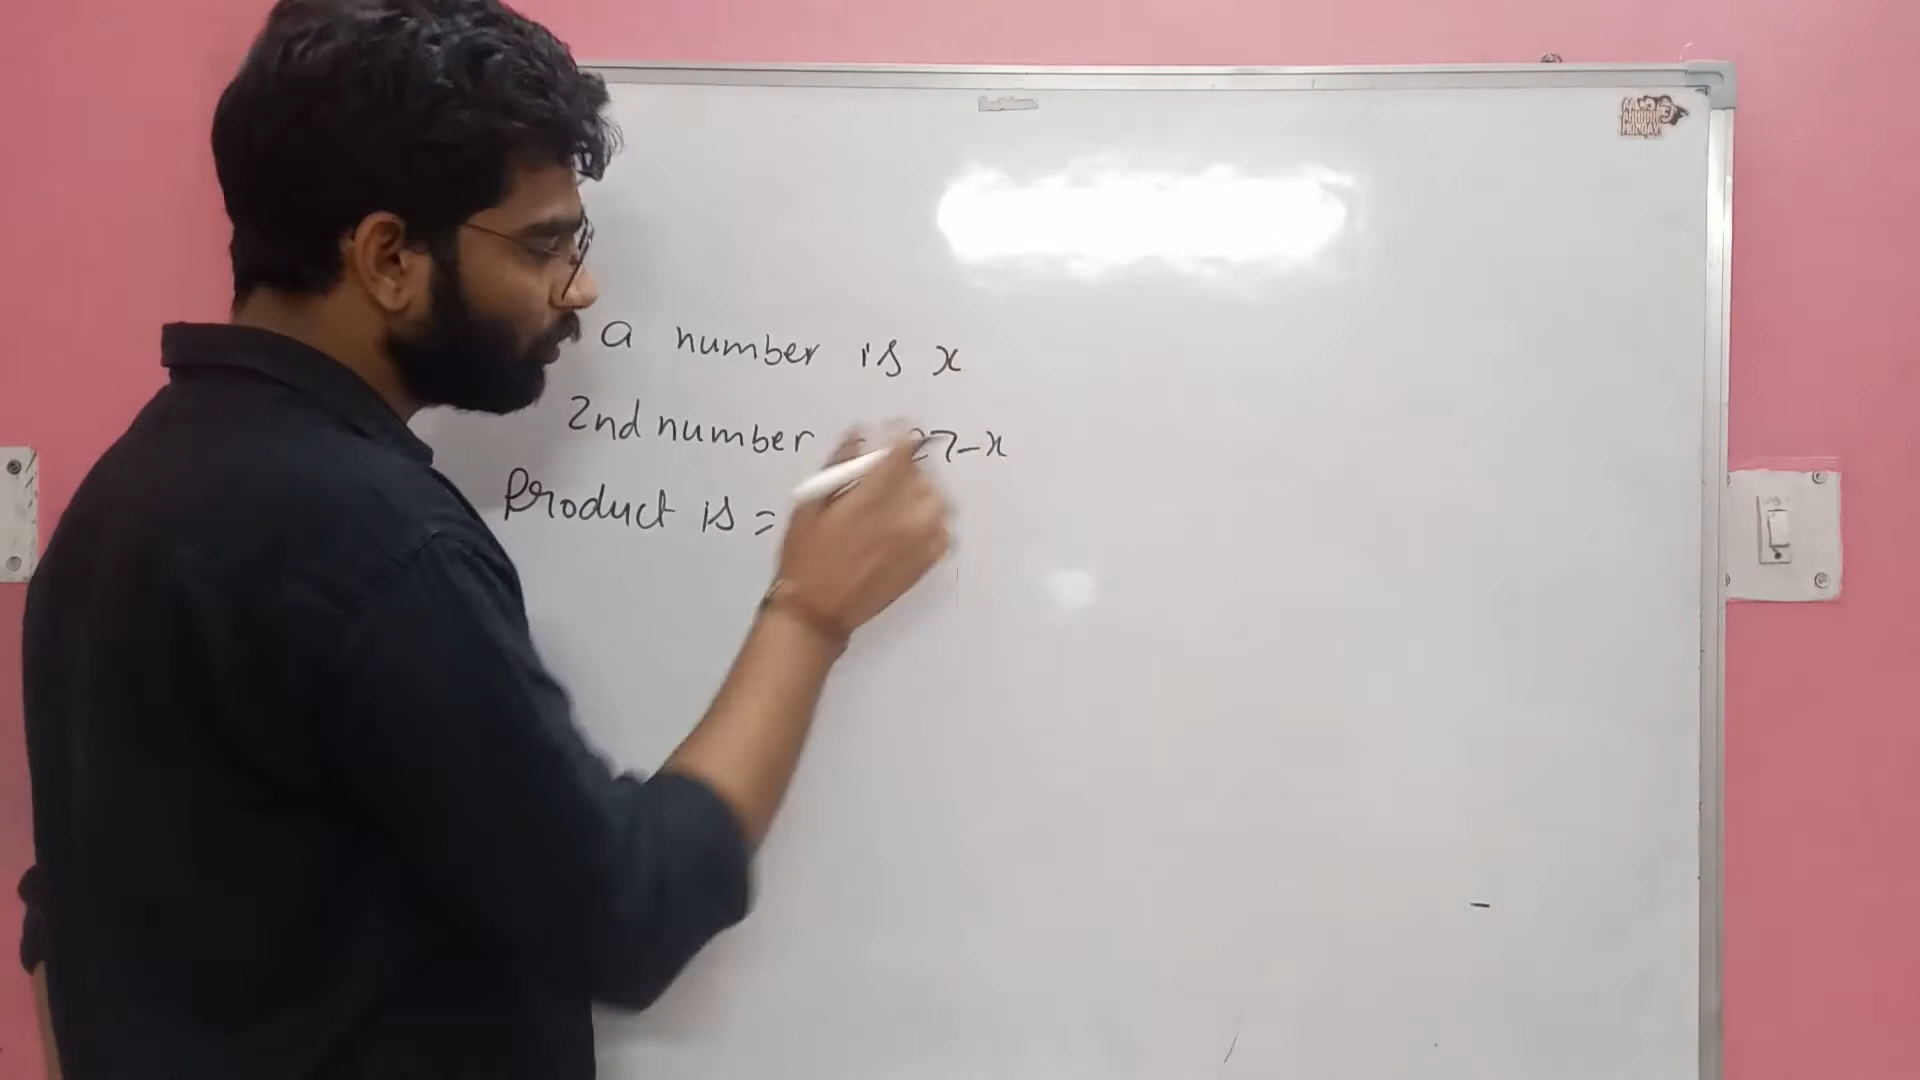 a number is x
2nd number = 27-x
Product is =